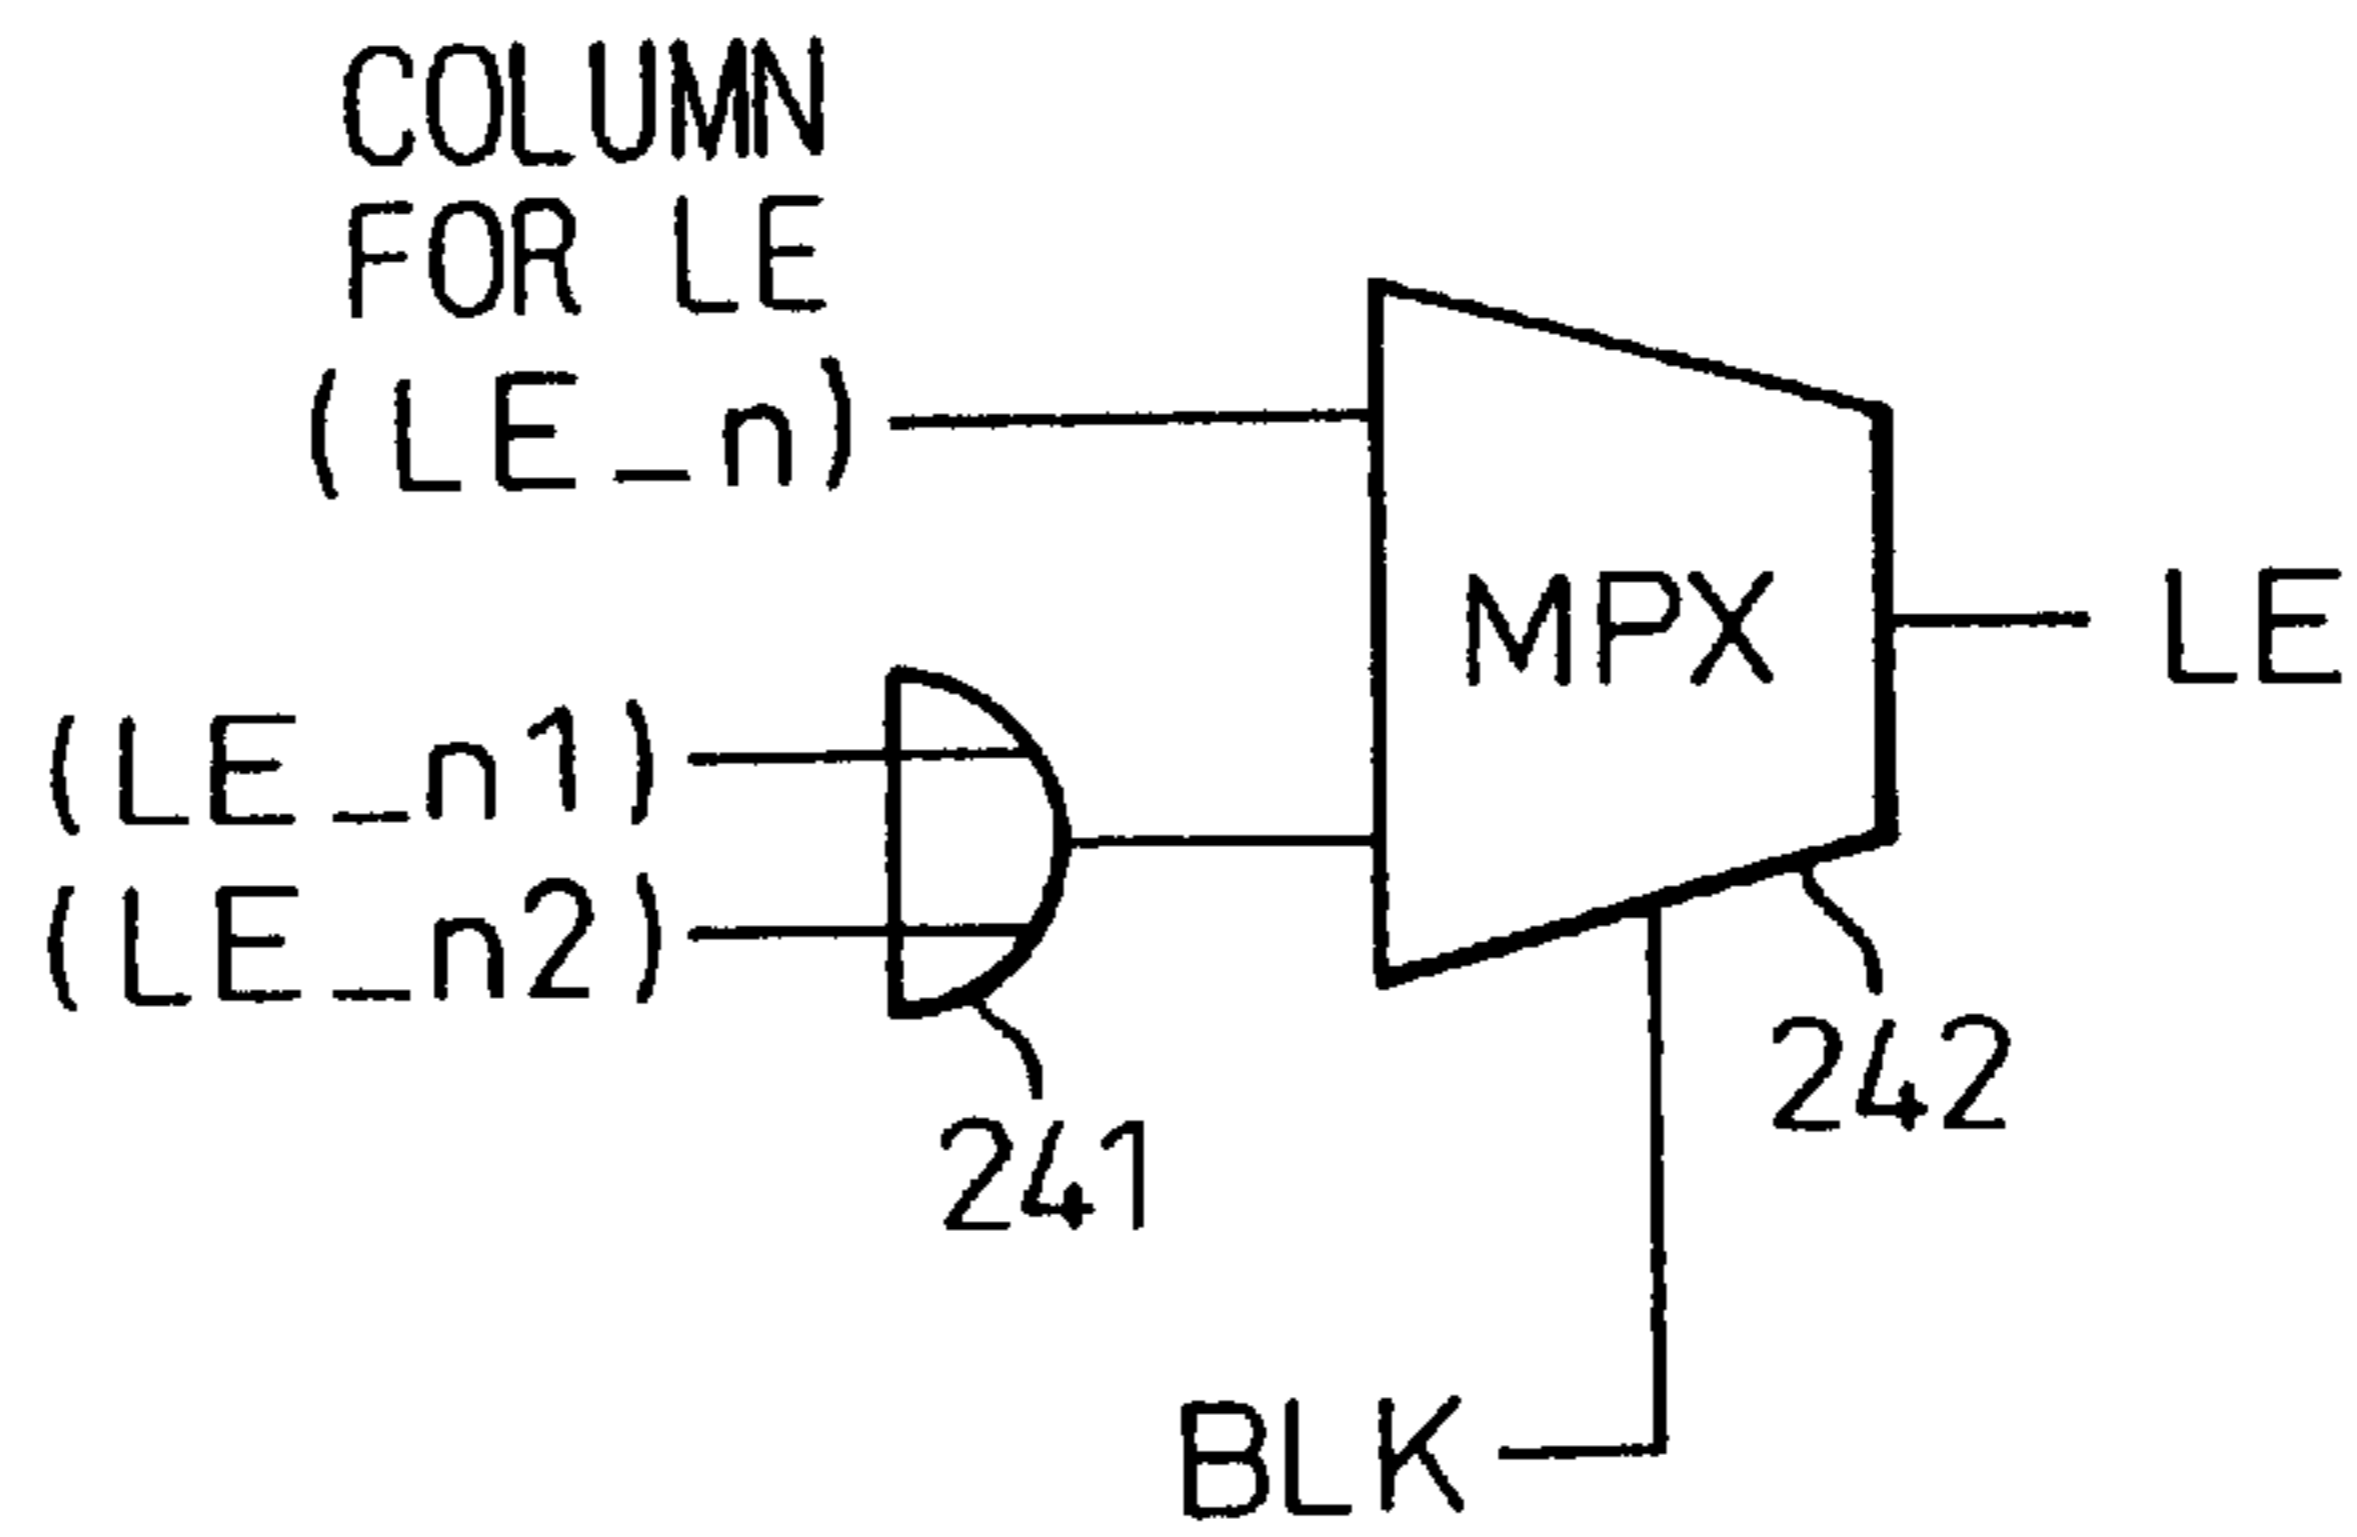 COLUMN
FOR LE
(LE_n)
MPX
LE
(LE_n1)
(LE_n2)
241
242
BLK